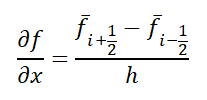 ∂f/∂x = (f̄_{i+1/2} − f̄_{i−1/2})/h